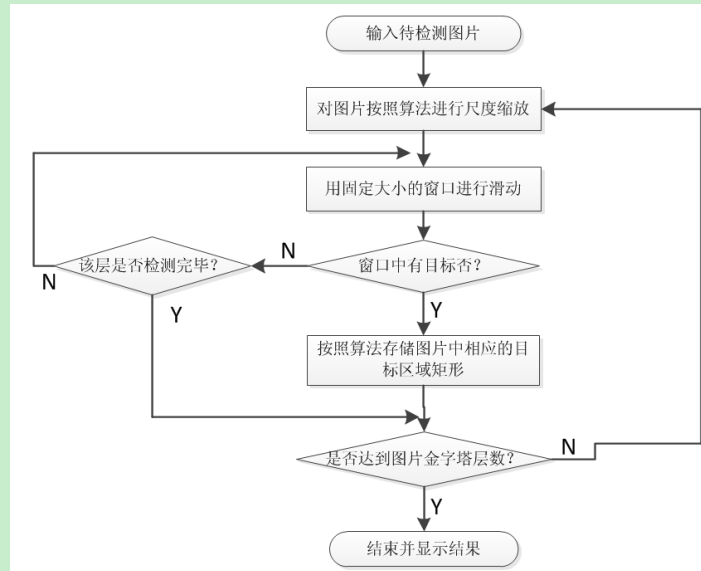 输入待检测图片
对图片按照算法进行尺度缩放
用固定大小的窗口进行滑动
N
该层是否检测完毕？
窗口中有目标否？
N
Y
Y
按照算法存储图片中相应的目
标区域矩形
N
是否达到图片金字塔层数？
Y
结束并显示结果